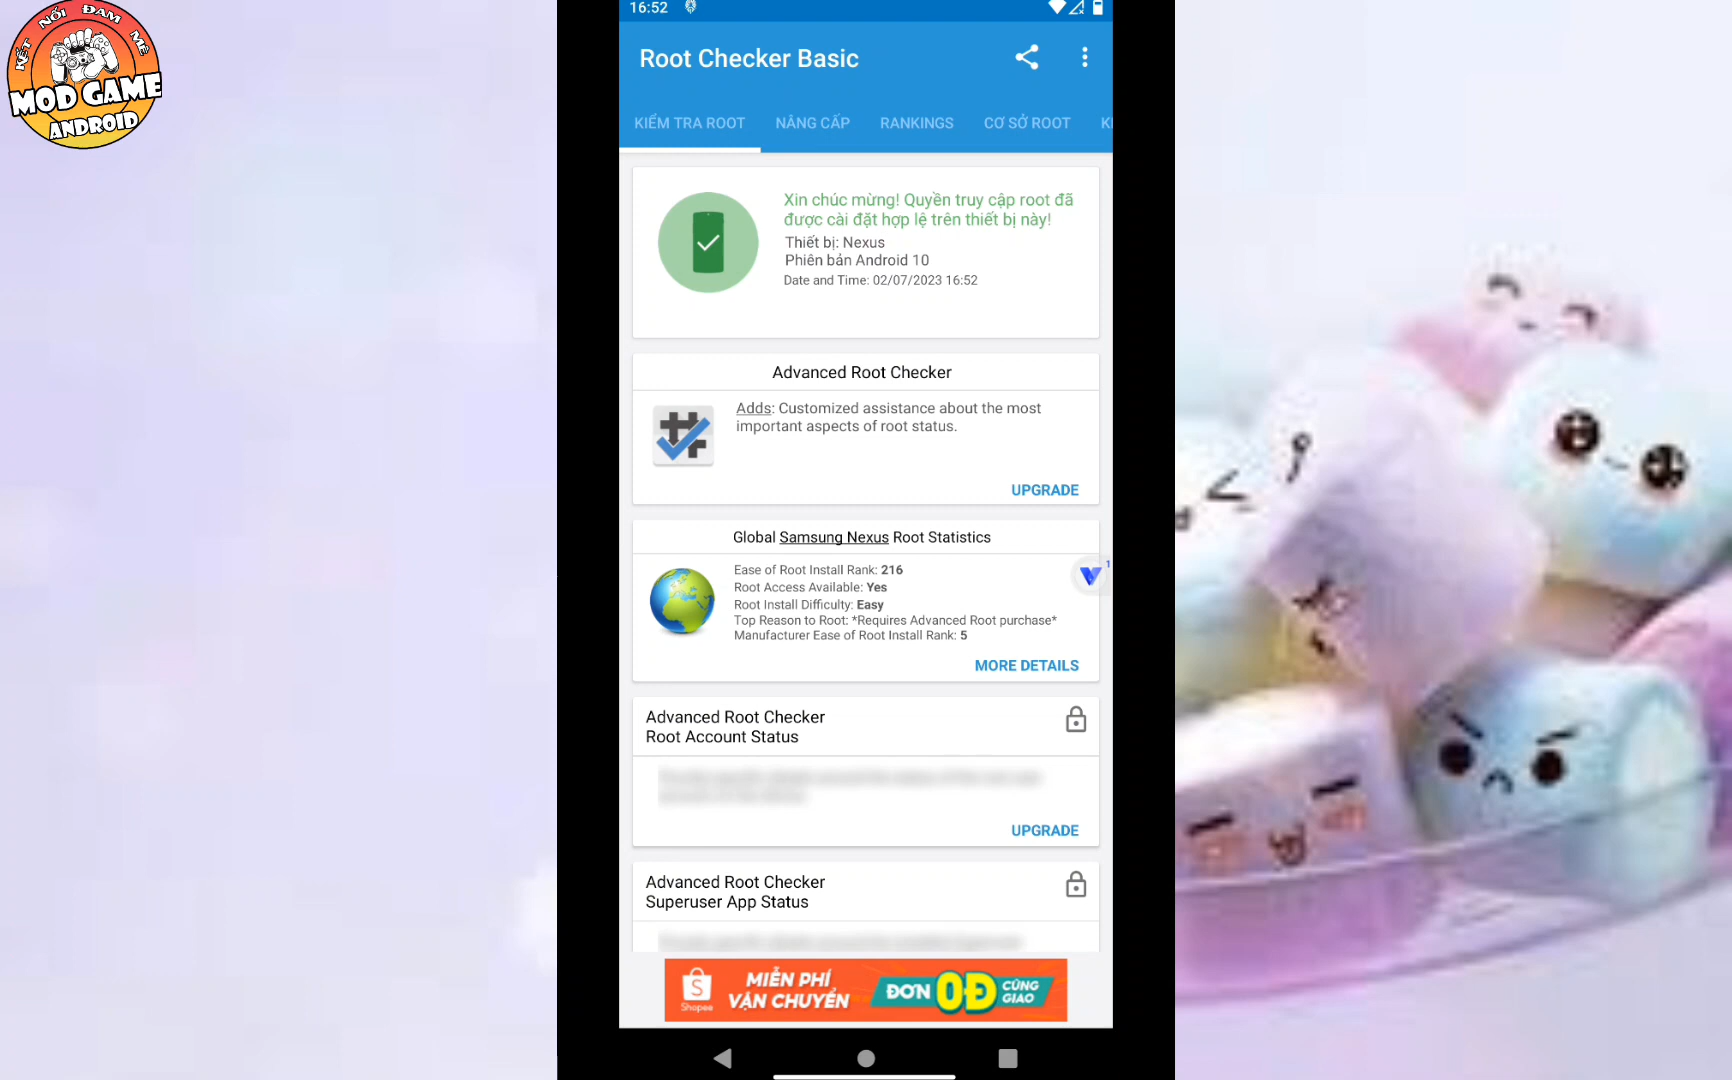 KẾT NỐI ĐAM MÊ
MOD GAME
ANDROID
16:52
Root Checker Basic
KIỂM TRA ROOT NÂNG CẤP RANKINGS CƠ SỞ ROOT
Xin chúc mừng! Quyền truy cập root đã
được cài đặt hợp lệ trên thiết bị này!
Thiết bị: Nexus
Phiên bản Android 10
Date and Time: 02/07/2023 16:52
Advanced Root Checker
Adds: Customized assistance about the most
important aspects of root status.
UPGRADE
Global Samsung Nexus Root Statistics
Ease of Root Install Rank: 216
Root Access Available: Yes
Root Install Difficulty: Easy
Top Reason to Root: *Requires Advanced Root purchase*
Manufacturer Ease of Root Install Rank: 5
1
MORE DETAILS
Advanced Root Checker
Root Account Status
UPGRADE
Advanced Root Checker
Superuser App Status
Shopee
MIỄN PHÍ
VẬN CHUYỂN
ĐƠN 0Đ CŨNG
GIAO